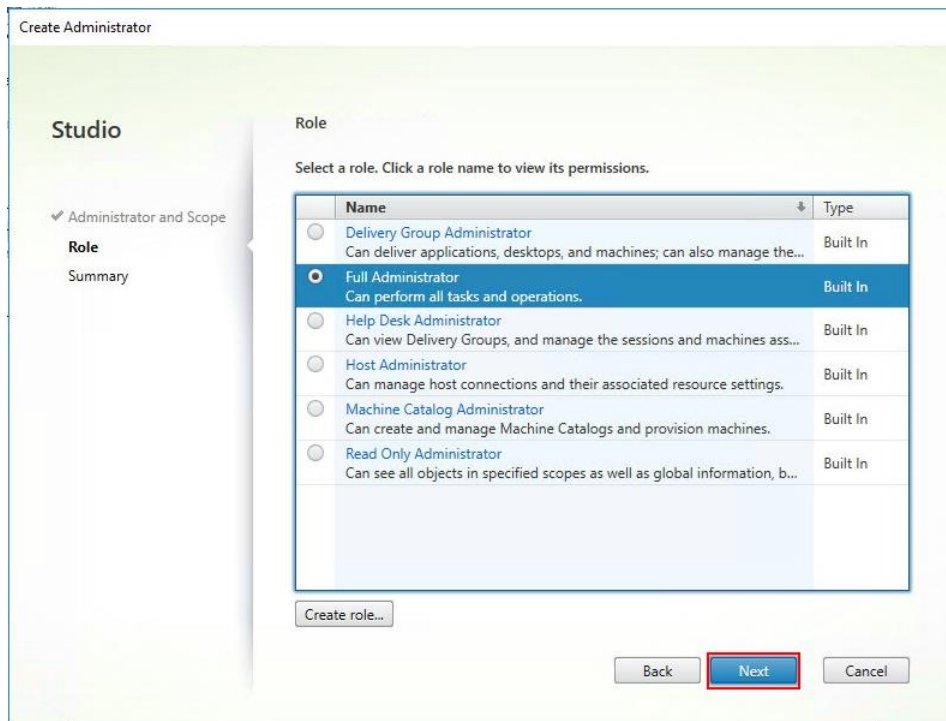 Create Administrator
Studio
Administrator and Scope
Role
Summary
Role
Select a role. Click a role name to view its permissions.
Name Type
Delivery Group Administrator
Can deliver applications, desktops, and machines; can also manage the...
Built In
Full Administrator
Can perform all tasks and operations.
Built In
Help Desk Administrator
Can view Delivery Groups, and manage the sessions and machines ass...
Built In
Host Administrator
Can manage host connections and their associated resource settings.
Built In
Machine Catalog Administrator
Can create and manage Machine Catalogs and provision machines.
Built In
Read Only Administrator
Can see all objects in specified scopes as well as global information, b...
Built In
Create role...
Back Next Cancel